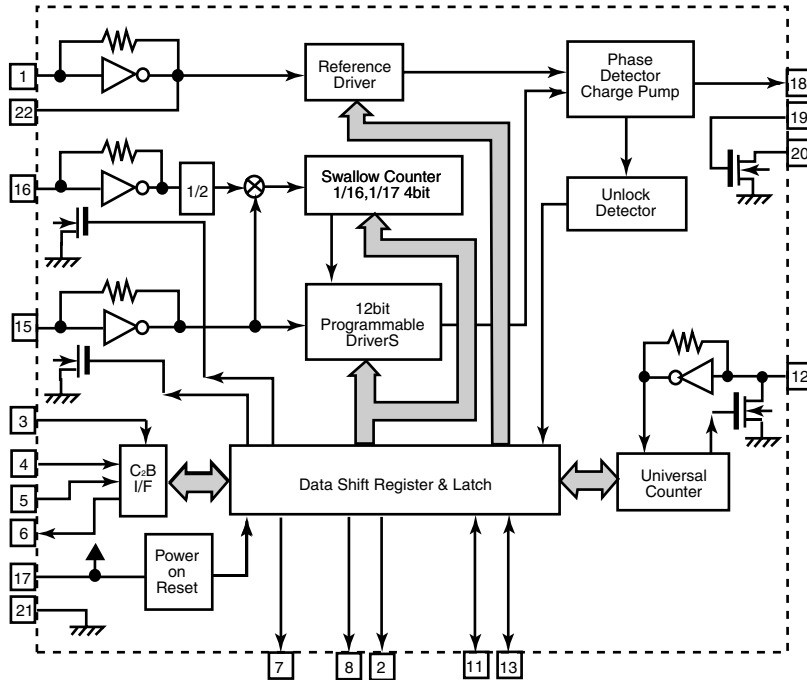 1
22
Reference
Driver
Phase
Detector
Charge Pump
18
19
20
16
1/2
Swallow Counter
1/16,1/17 4bit
Unlock
Detector
15
12bit
Programmable
DriverS
12
3
4
5
6
C2B
I/F
Data Shift Register & Latch
Universal
Counter
17
Power
on
Reset
21
7
8
2
11
13